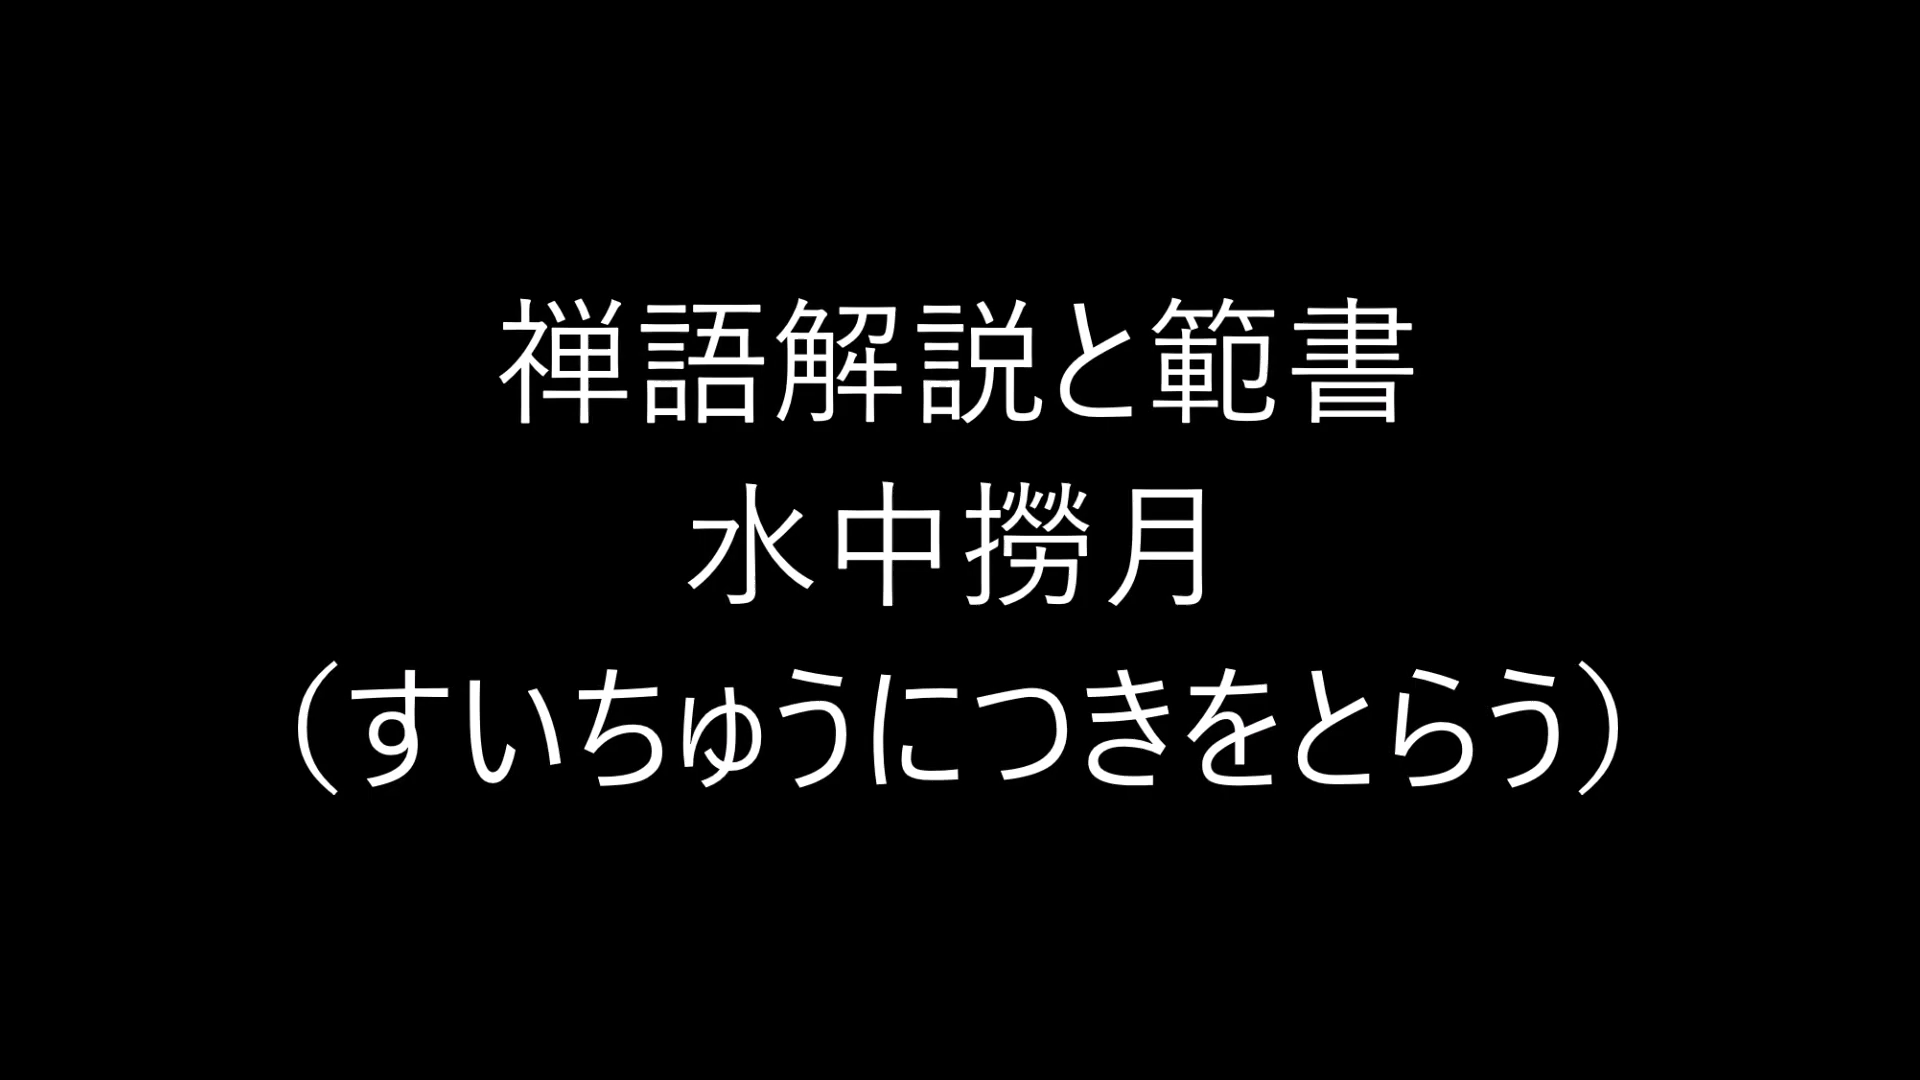 禅語解説と範書
水中撈月
（すいちゅうにつきをとらう）